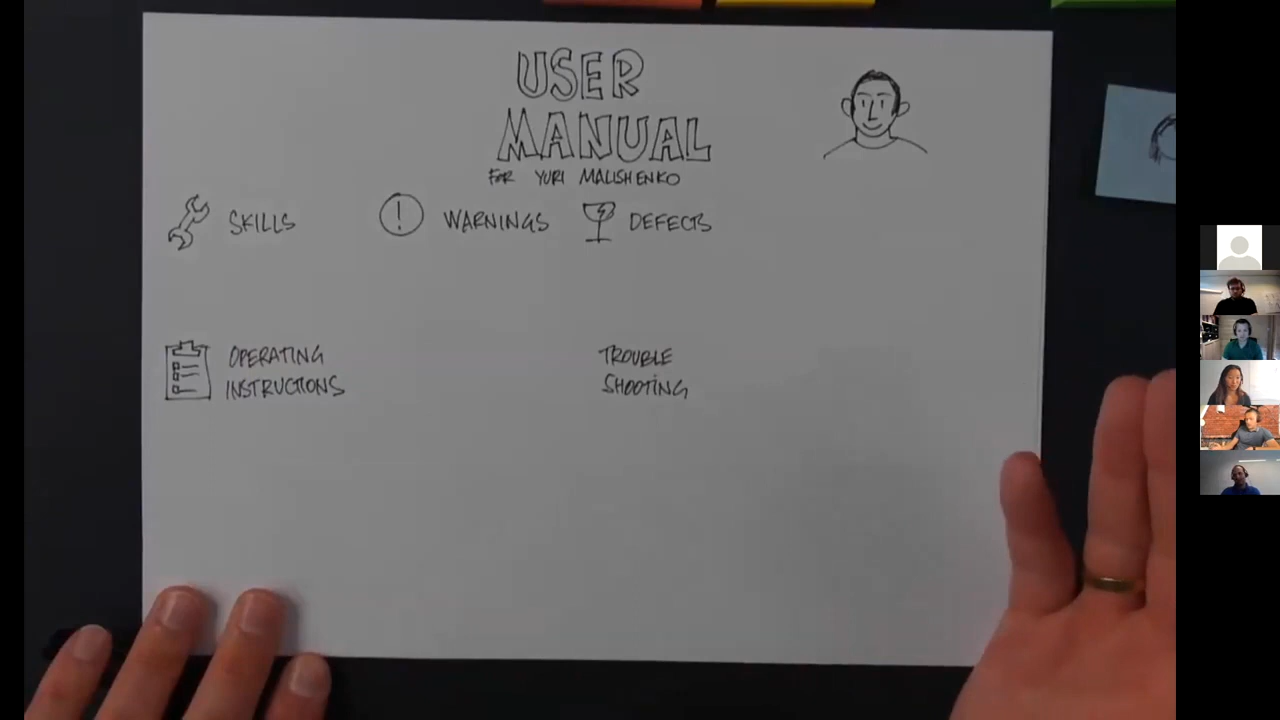 USER
MANUAL
FOR YURI MALISHENKO
SKILLS
! WARNINGS
DEFECTS
OPERATING
INSTRUCTIONS
TROUBLE
SHOOTING